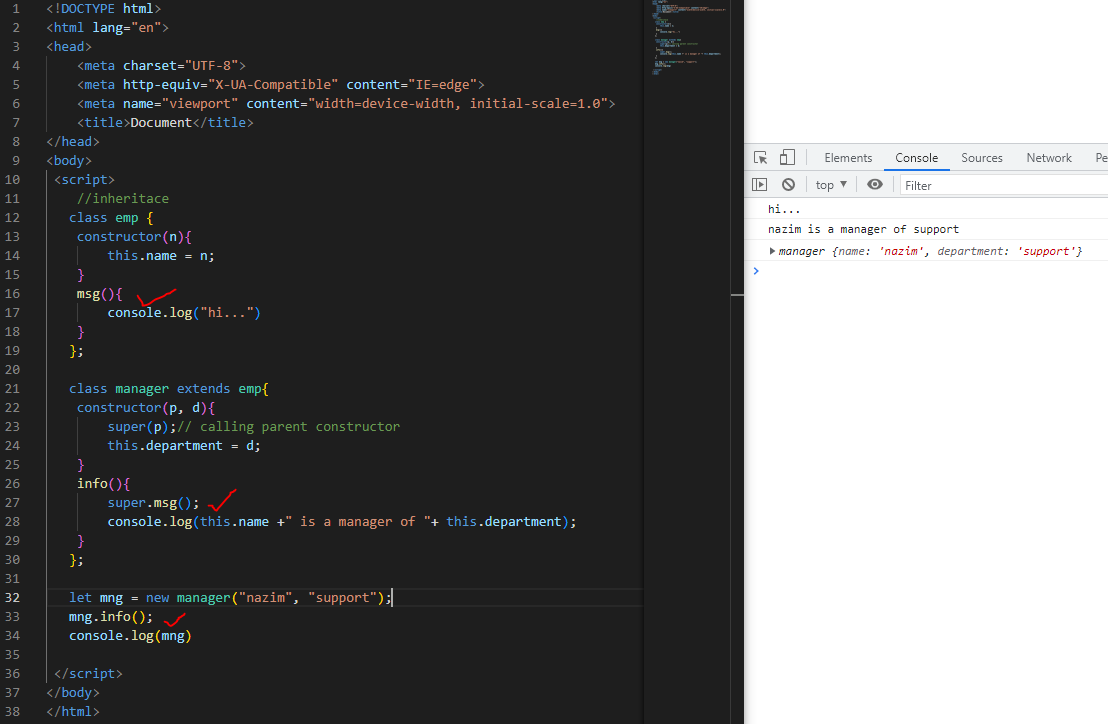 1 <!DOCTYPE html>
2 <html lang="en">
3 <head>
4 <meta charset="UTF-8">
5 <meta http-equiv="X-UA-Compatible" content="IE=edge">
6 <meta name="viewport" content="width=device-width, initial-scale=1.0">
7 <title>Document</title>
8 </head>
9 <body>
10 <script>
11 //inheritace
12 class emp {
13 constructor(n){
14 this.name = n;
15 }
16 msg(){
17 console.log("hi...")
18 }
19 };
20
21 class manager extends emp{
22 constructor(p, d){
23 super(p);// calling parent constructor
24 this.department = d;
25 }
26 info(){
27 super.msg();
28 console.log(this.name +" is a manager of "+ this.department);
29 }
30 };
31
32 let mng = new manager("nazim", "support");
33 mng.info();
34 console.log(mng)
35
36 </script>
37 </body>
38 </html>
Elements Console Sources Network Pe
top Filter
hi...
nazim is a manager of support
manager {name: 'nazim', department: 'support'}